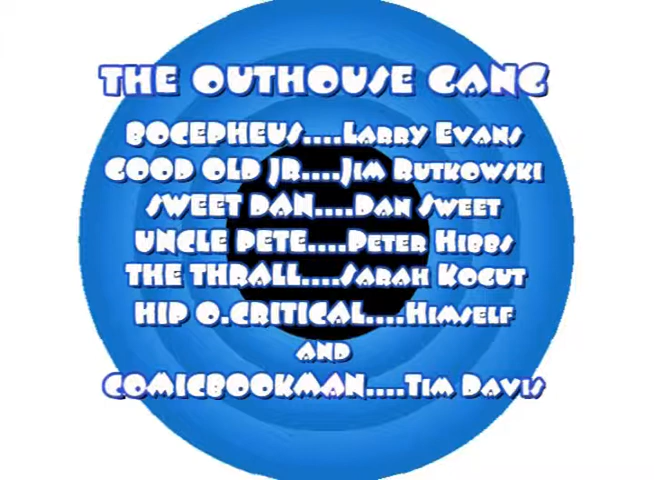 THE OUTHOUSE GANG
BOCEPHEUS....Larry Evans
GOOD OLD JR....Jim Rutkowski
SWEET DAN....Dan Sweet
UNCLE PETE....Peter Hibbs
THE THRALL....Sarah Kogut
HIP O.CRITICAL....Himself
AND
COMICBOOKMAN....Tim Davis